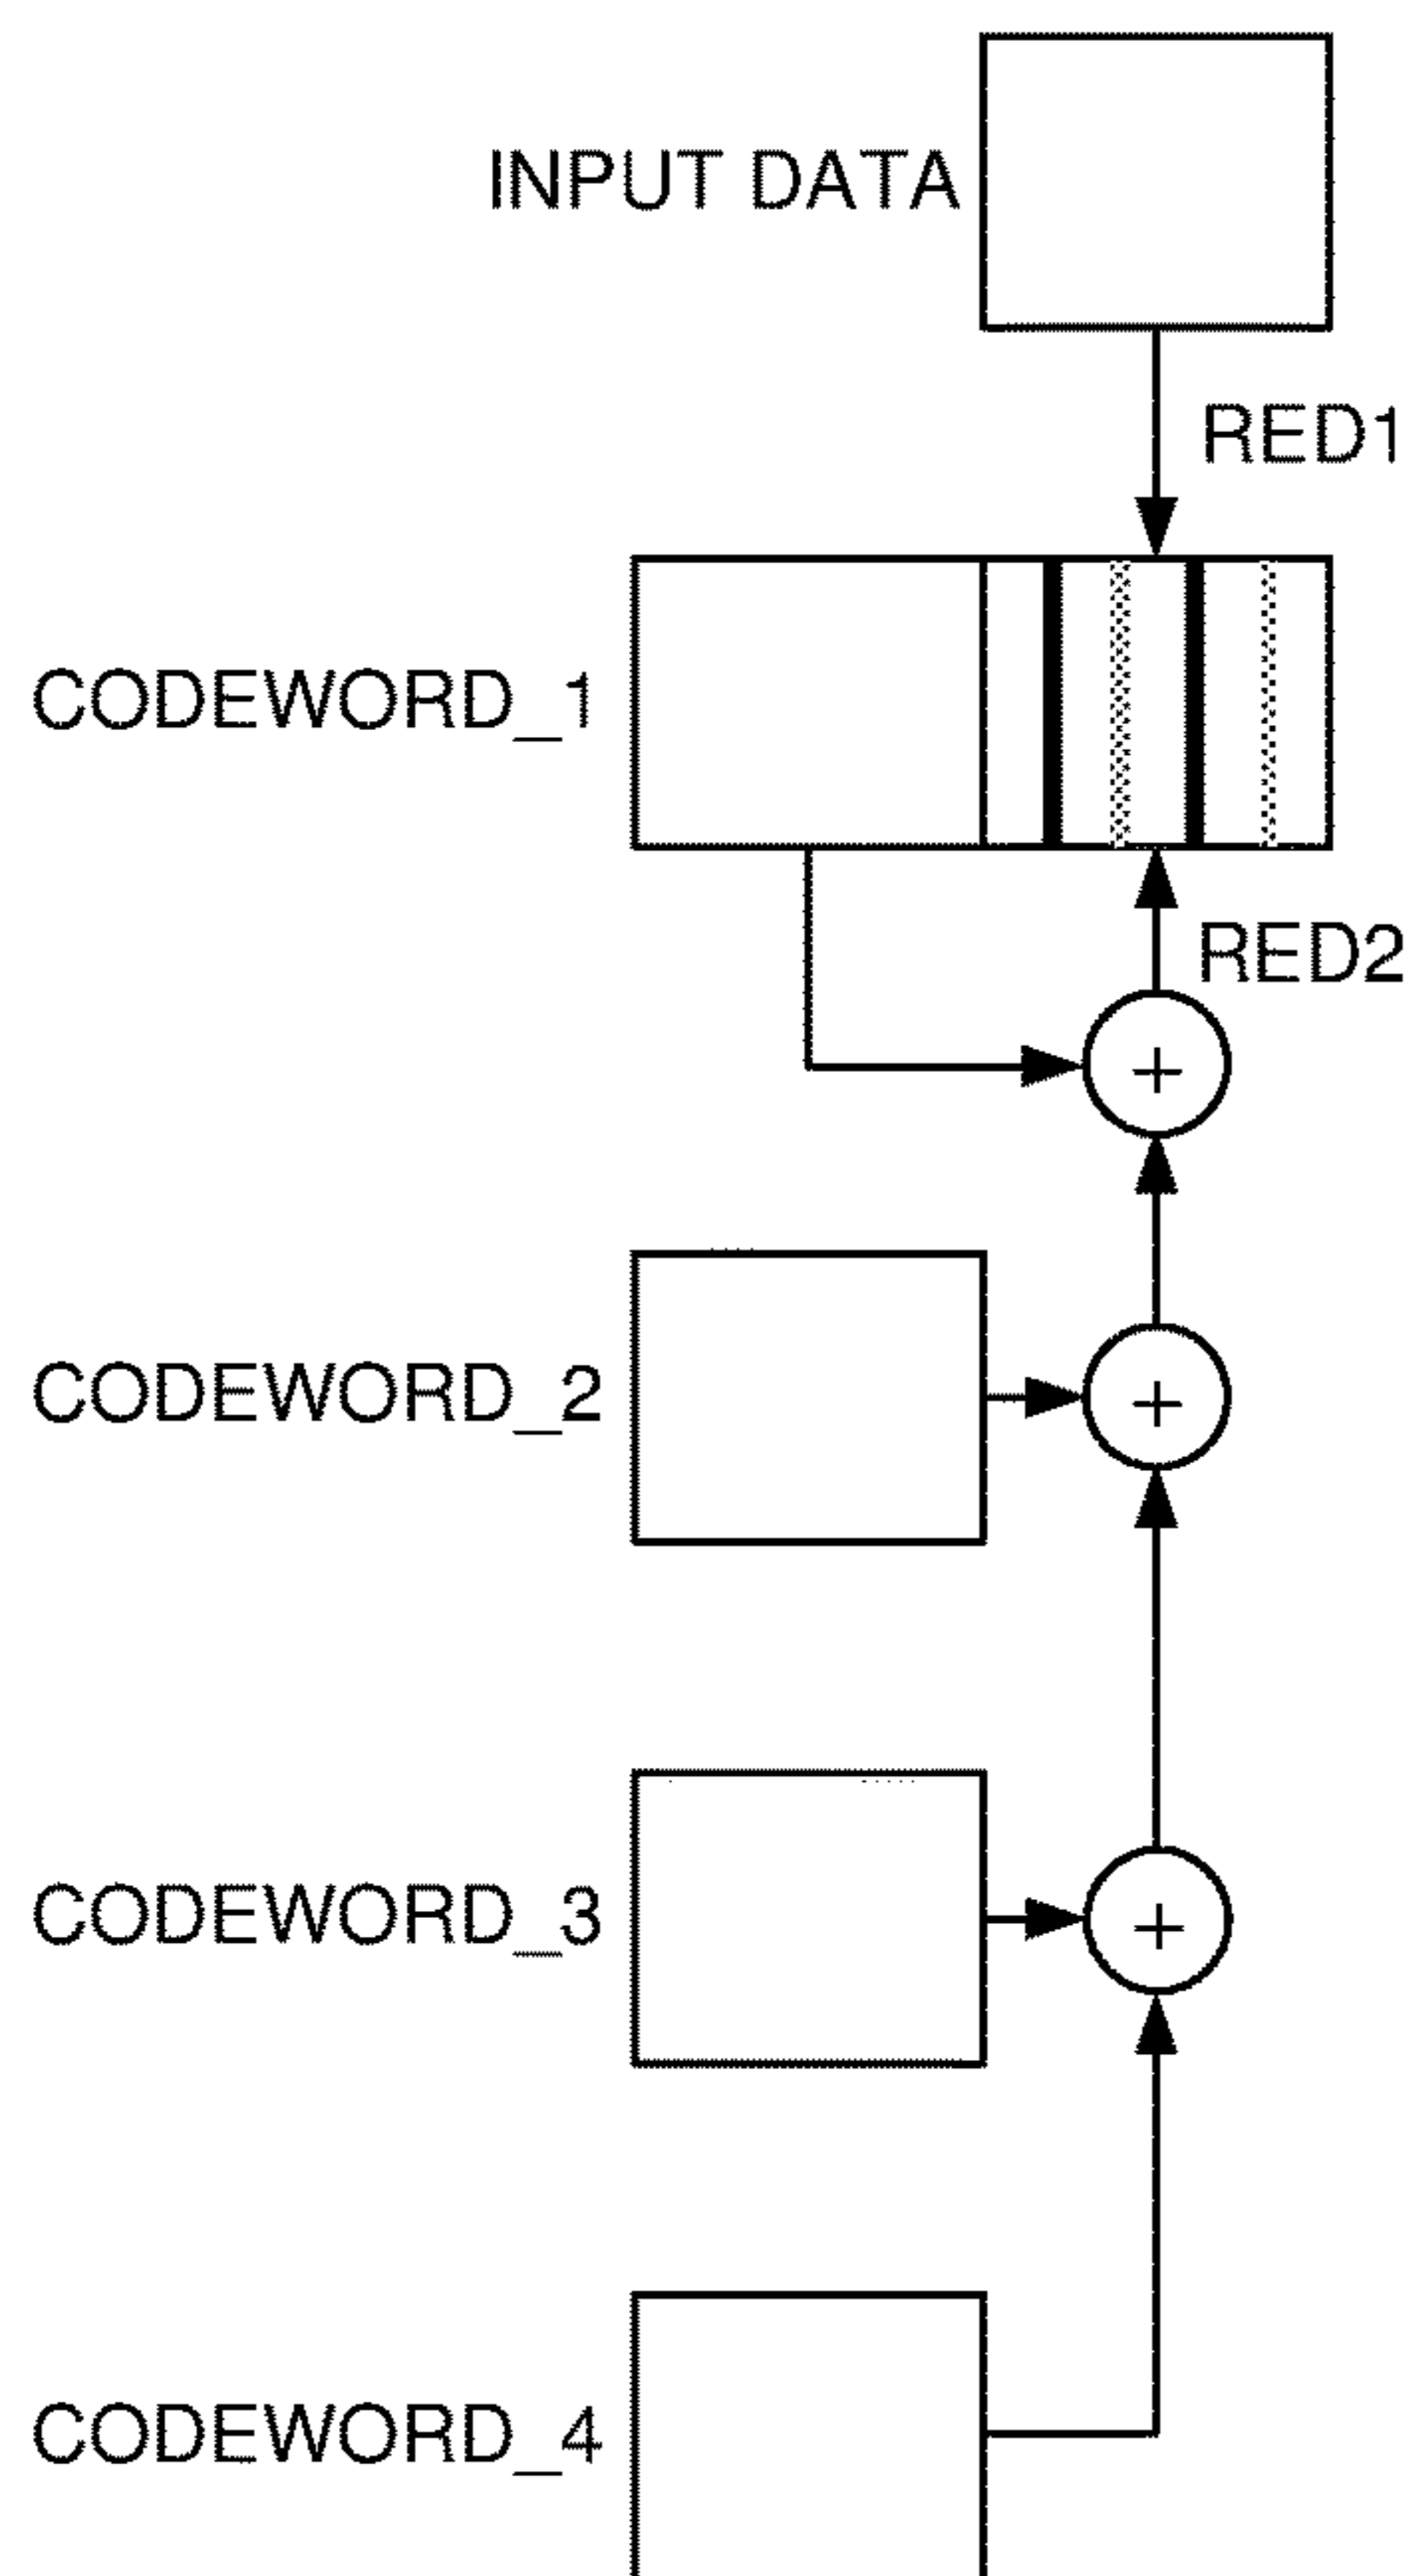 INPUT DATA
RED1
CODEWORD_1
RED2
+
CODEWORD_2
+
CODEWORD_3
+
CODEWORD_4